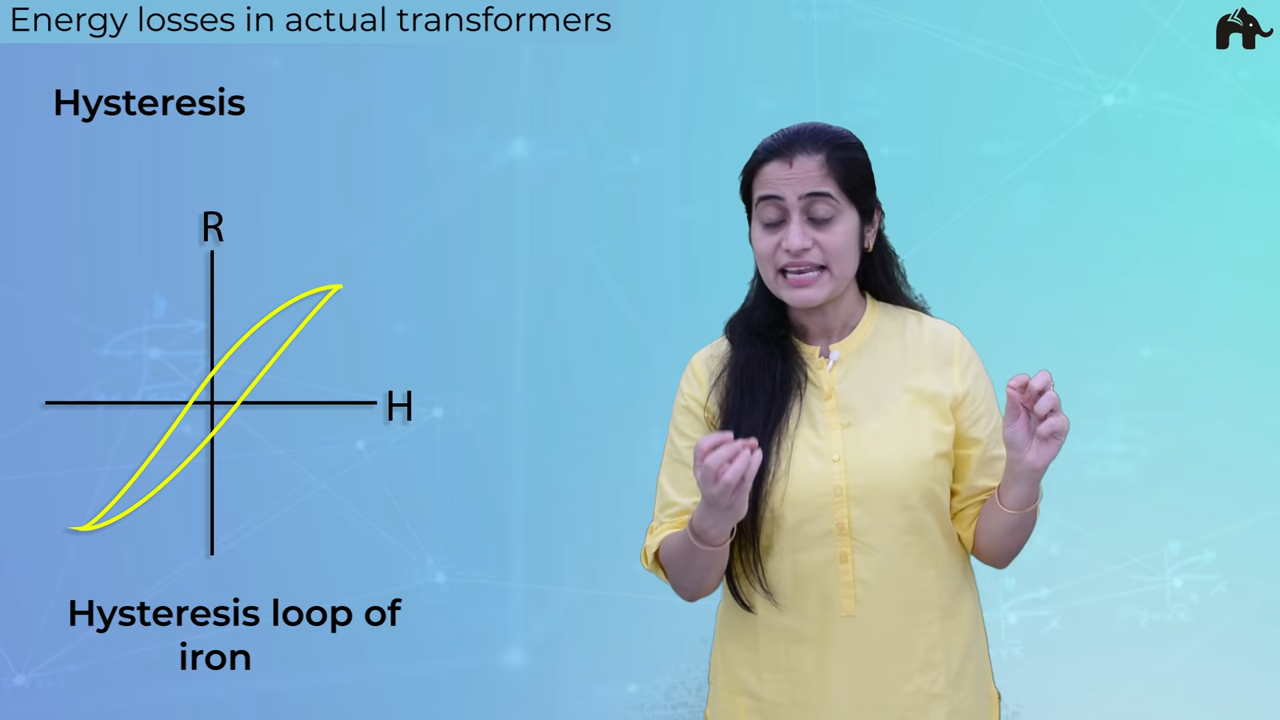 Energy losses in actual transformers
Hysteresis
R
H
Hysteresis loop of
iron